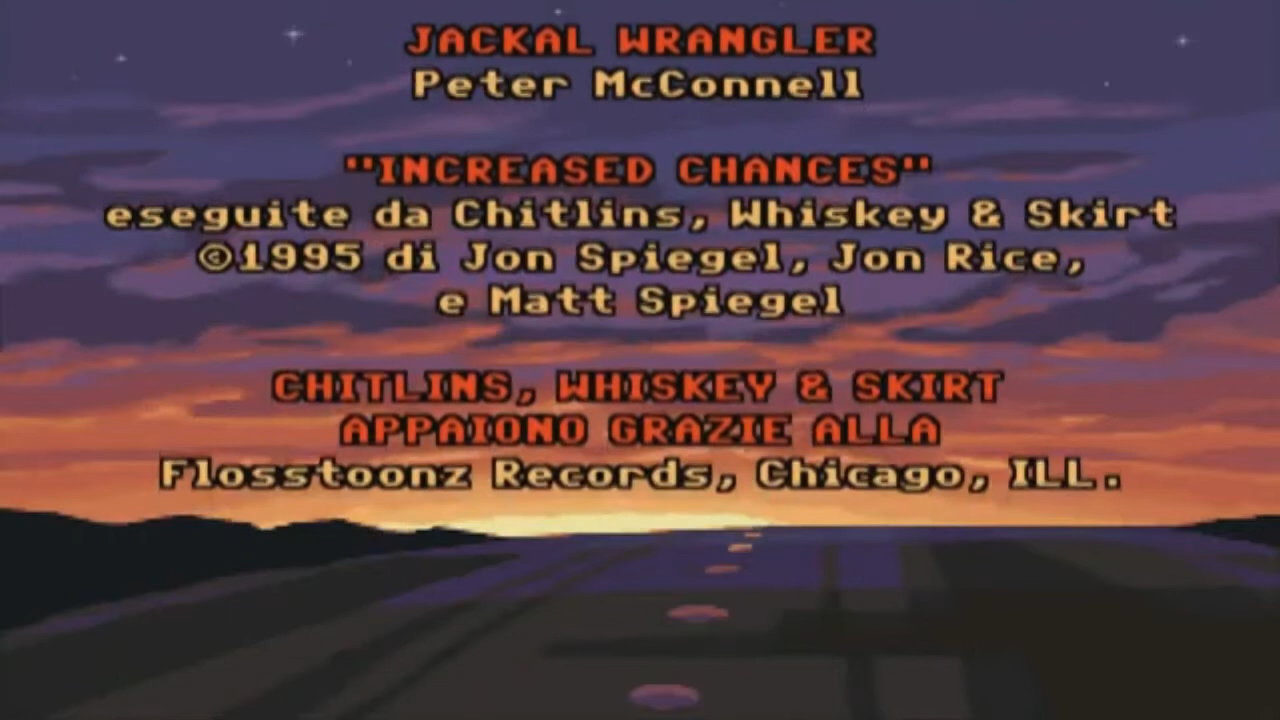 JACKAL WRANGLER
Peter McConnell
"INCREASED CHANCES"
eseguite da Chitlins, Whiskey & Skirt
©1995 di Jon Spiegel, Jon Rice,
e Matt Spiegel
CHITLINS, WHISKEY & SKIRT
APPAIONO GRAZIE ALLA
Flosstoonz Records, Chicago, ILL.